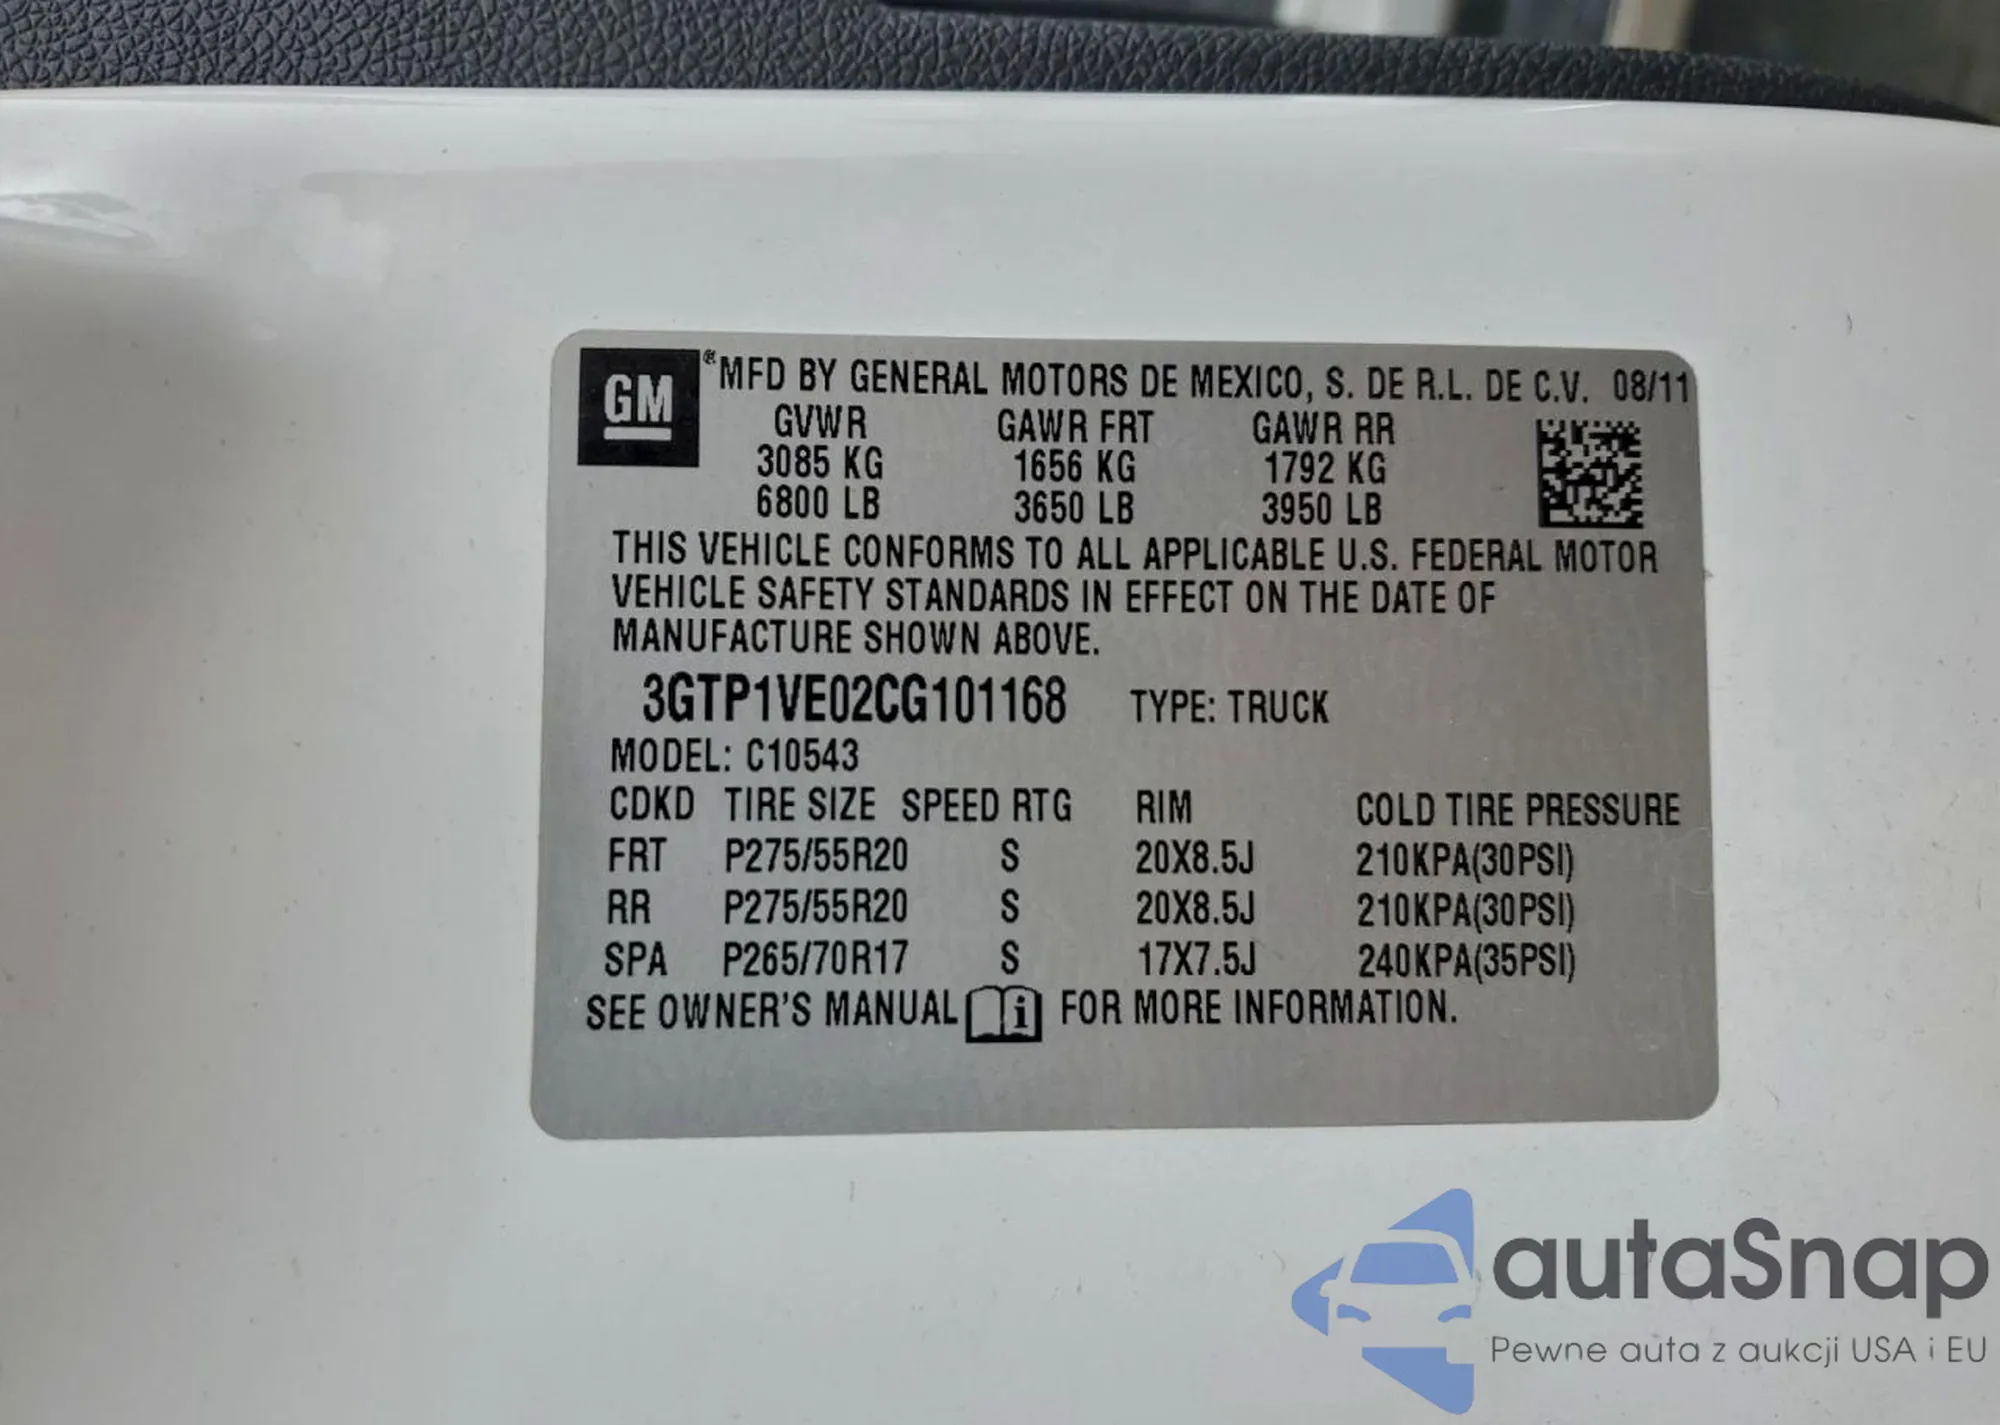 GM ® MFD BY GENERAL MOTORS DE MEXICO, S. DE R.L. DE C.V. 08/11
GVWR GAWR FRT GAWR RR
3085 KG 1656 KG 1792 KG
6800 LB 3650 LB 3950 LB
THIS VEHICLE CONFORMS TO ALL APPLICABLE U.S. FEDERAL MOTOR
VEHICLE SAFETY STANDARDS IN EFFECT ON THE DATE OF
MANUFACTURE SHOWN ABOVE.
3GTP1VE02CG101168 TYPE: TRUCK
MODEL: C10543
CDKD TIRE SIZE SPEED RTG RIM COLD TIRE PRESSURE
FRT P275/55R20 S 20X8.5J 210KPA(30PSI)
RR P275/55R20 S 20X8.5J 210KPA(30PSI)
SPA P265/70R17 S 17X7.5J 240KPA(35PSI)
SEE OWNER'S MANUAL i FOR MORE INFORMATION.
autaSnap
Pewne auta z aukcji USA i EU